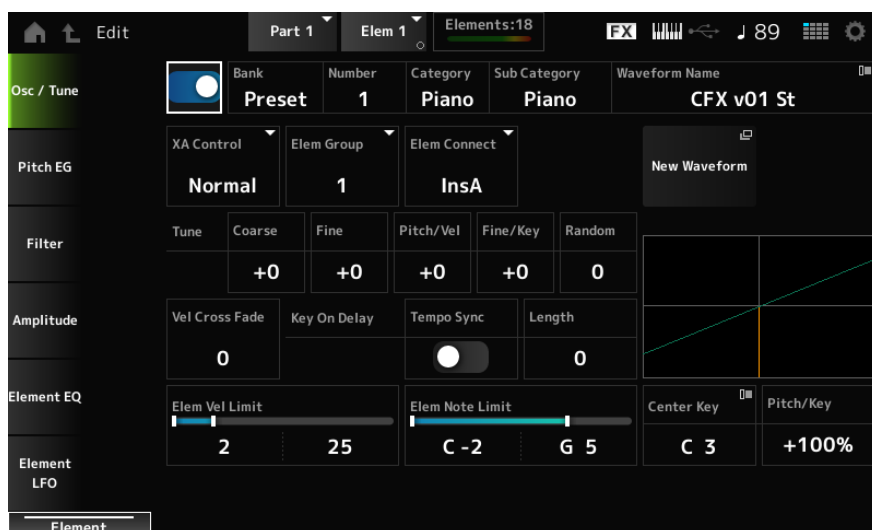 Edit Part 1 Elem 1 Elements:18 FX 89
Osc / Tune
Pitch EG
Filter
Amplitude
Element EQ
Element
LFO
Element
Bank Number Category Sub Category Waveform Name
Preset 1 Piano Piano CFX v01 St
XA Control Elem Group Elem Connect
Normal 1 InsA
New Waveform
Tune Coarse Fine Pitch/Vel Fine/Key Random
+0 +0 +0 +0 0
Vel Cross Fade Key On Delay Tempo Sync Length
0 0
Elem Vel Limit Elem Note Limit Center Key Pitch/Key
2 25 C -2 G 5 C 3 +100%